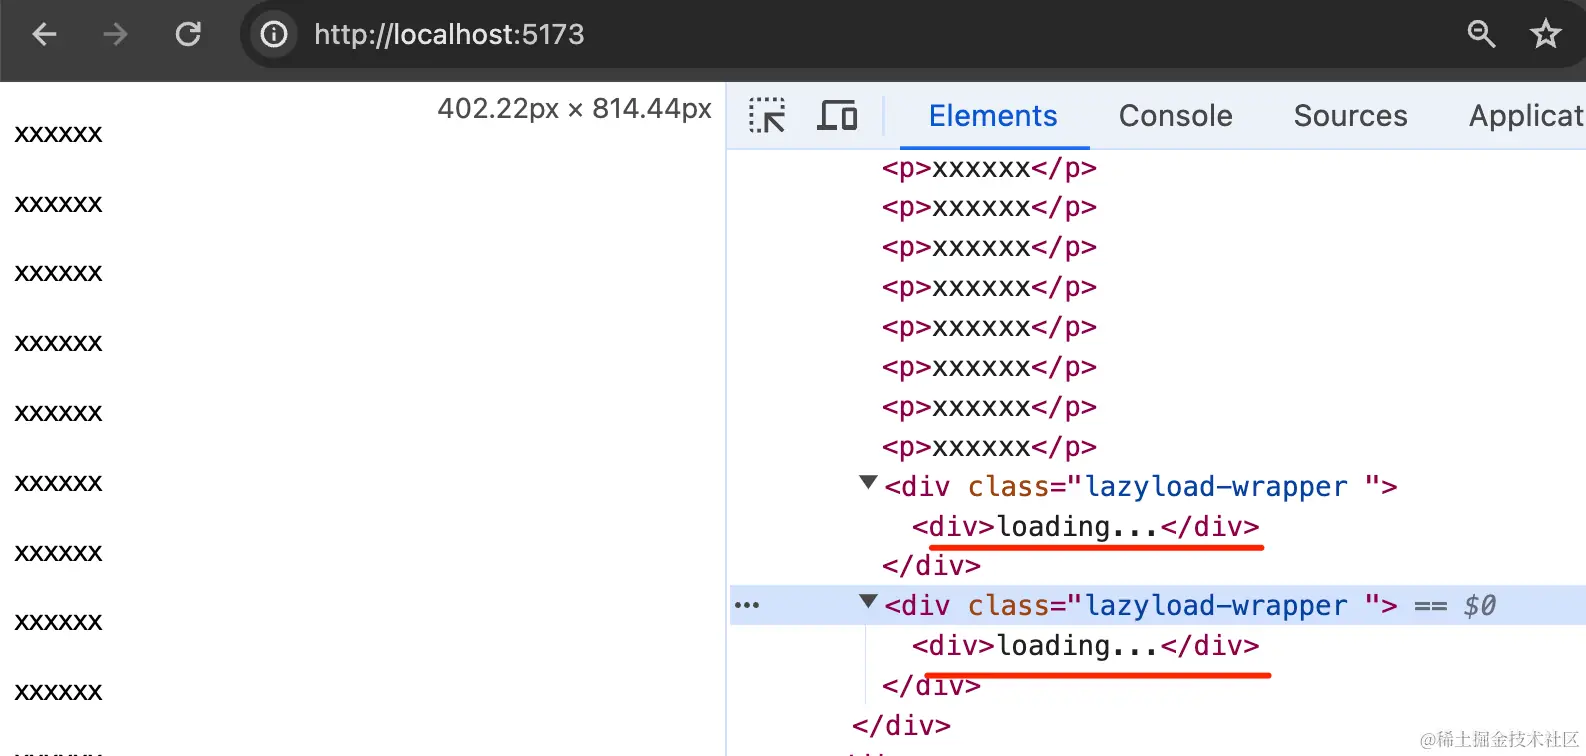 http://localhost:5173
402.22px × 814.44px
xxxxxx
xxxxxx
xxxxxx
xxxxxx
xxxxxx
xxxxxx
xxxxxx
xxxxxx
xxxxxx
Elements Console Sources Applicat
<p>xxxxxx</p>
<p>xxxxxx</p>
<p>xxxxxx</p>
<p>xxxxxx</p>
<p>xxxxxx</p>
<p>xxxxxx</p>
<p>xxxxxx</p>
<p>xxxxxx</p>
<div class="lazyload-wrapper ">
<div>loading...</div>
</div>
<div class="lazyload-wrapper "> == $0
<div>loading...</div>
</div>
</div>
@稀土掘金技术社区